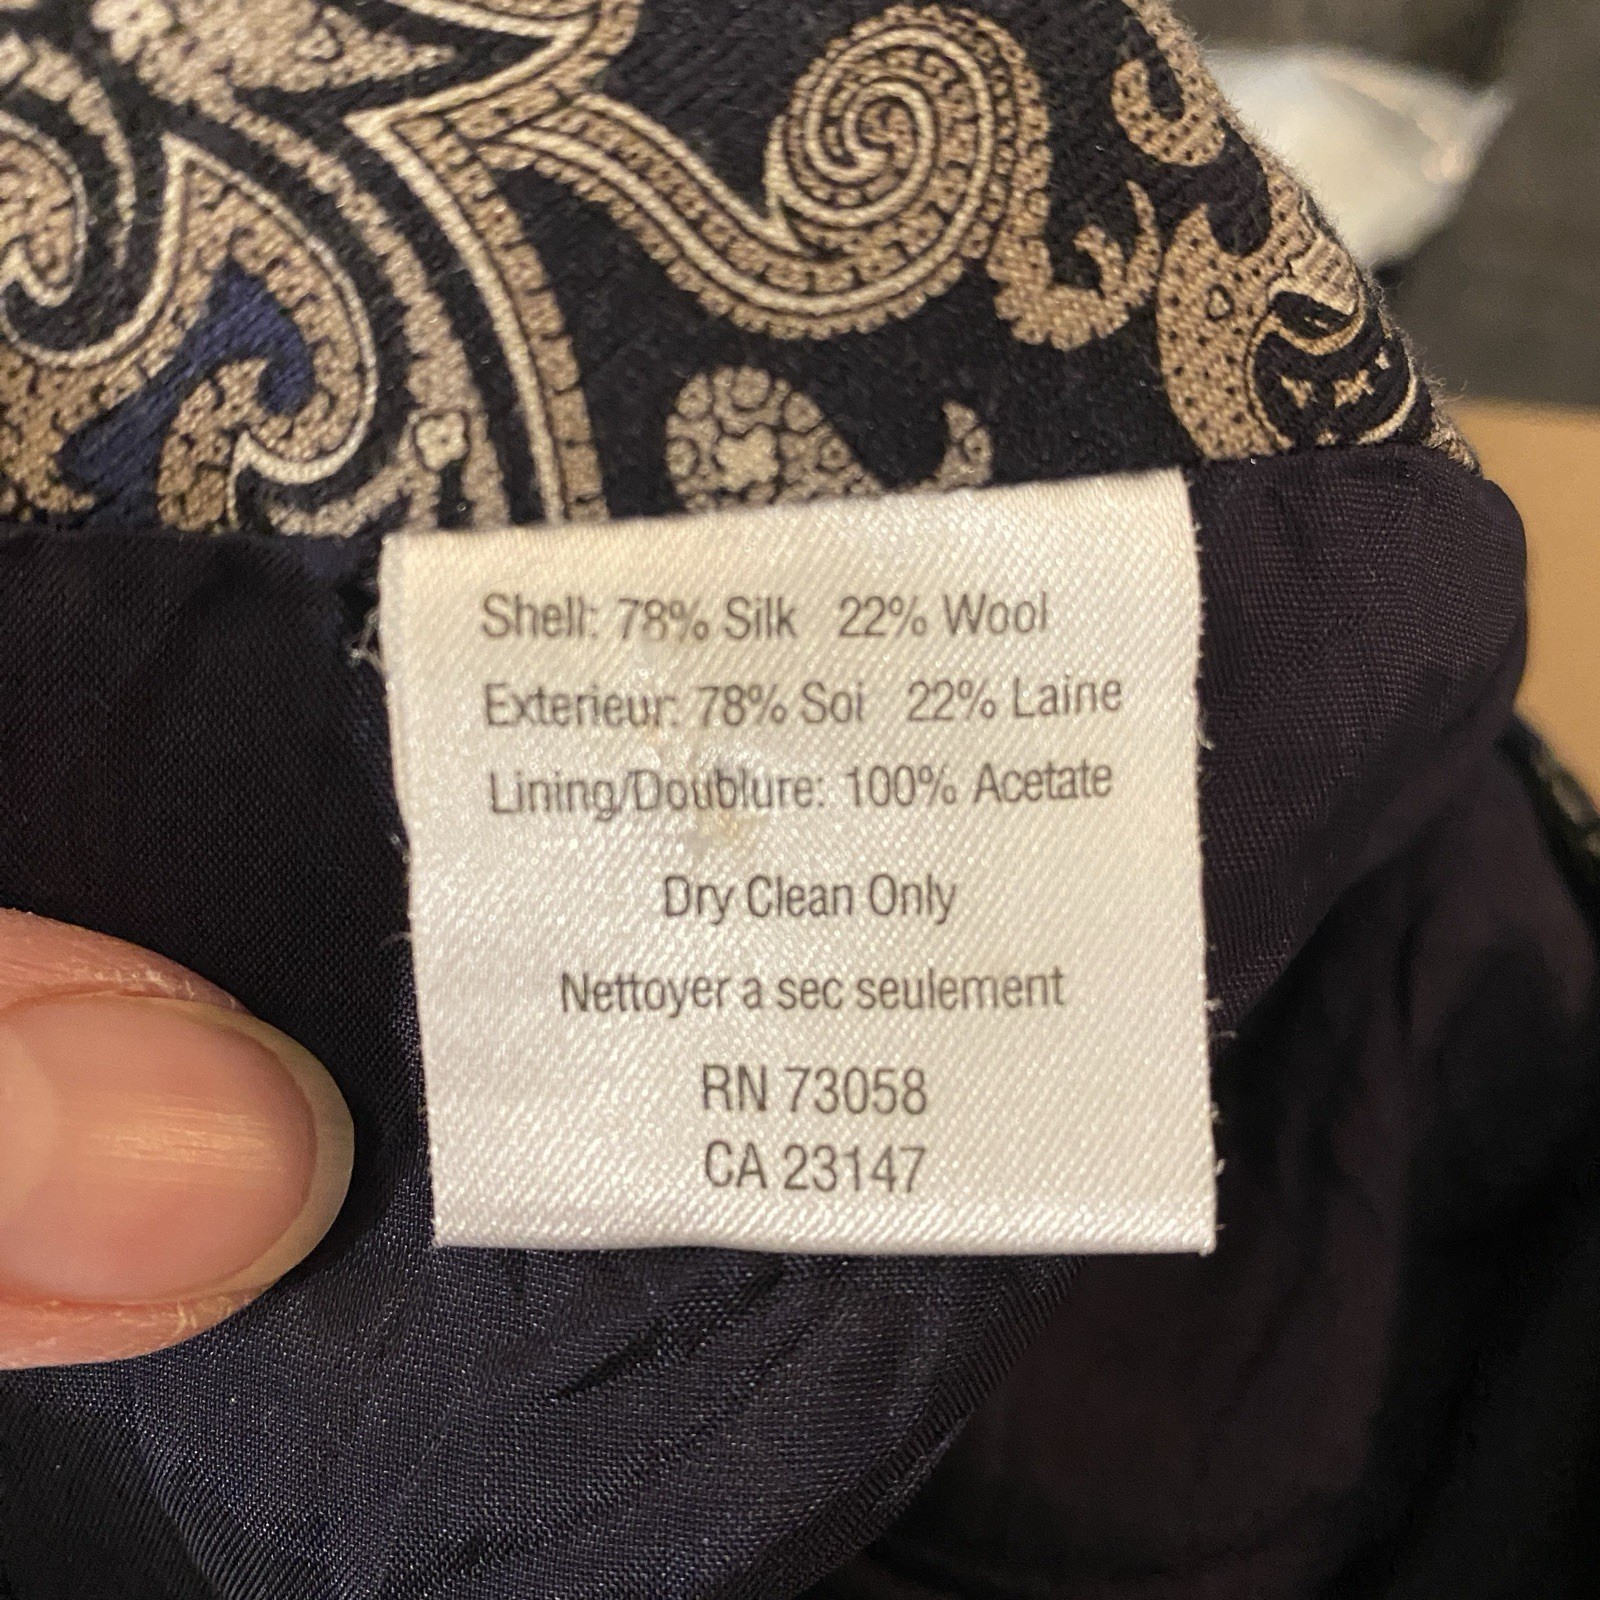 Shell: 78% Silk 22% Wool
Exterieur: 78% Soi 22% Laine
Lining/Doublure: 100% Acetate
Dry Clean Only
Nettoyer a sec seulement
RN 73058
CA 23147